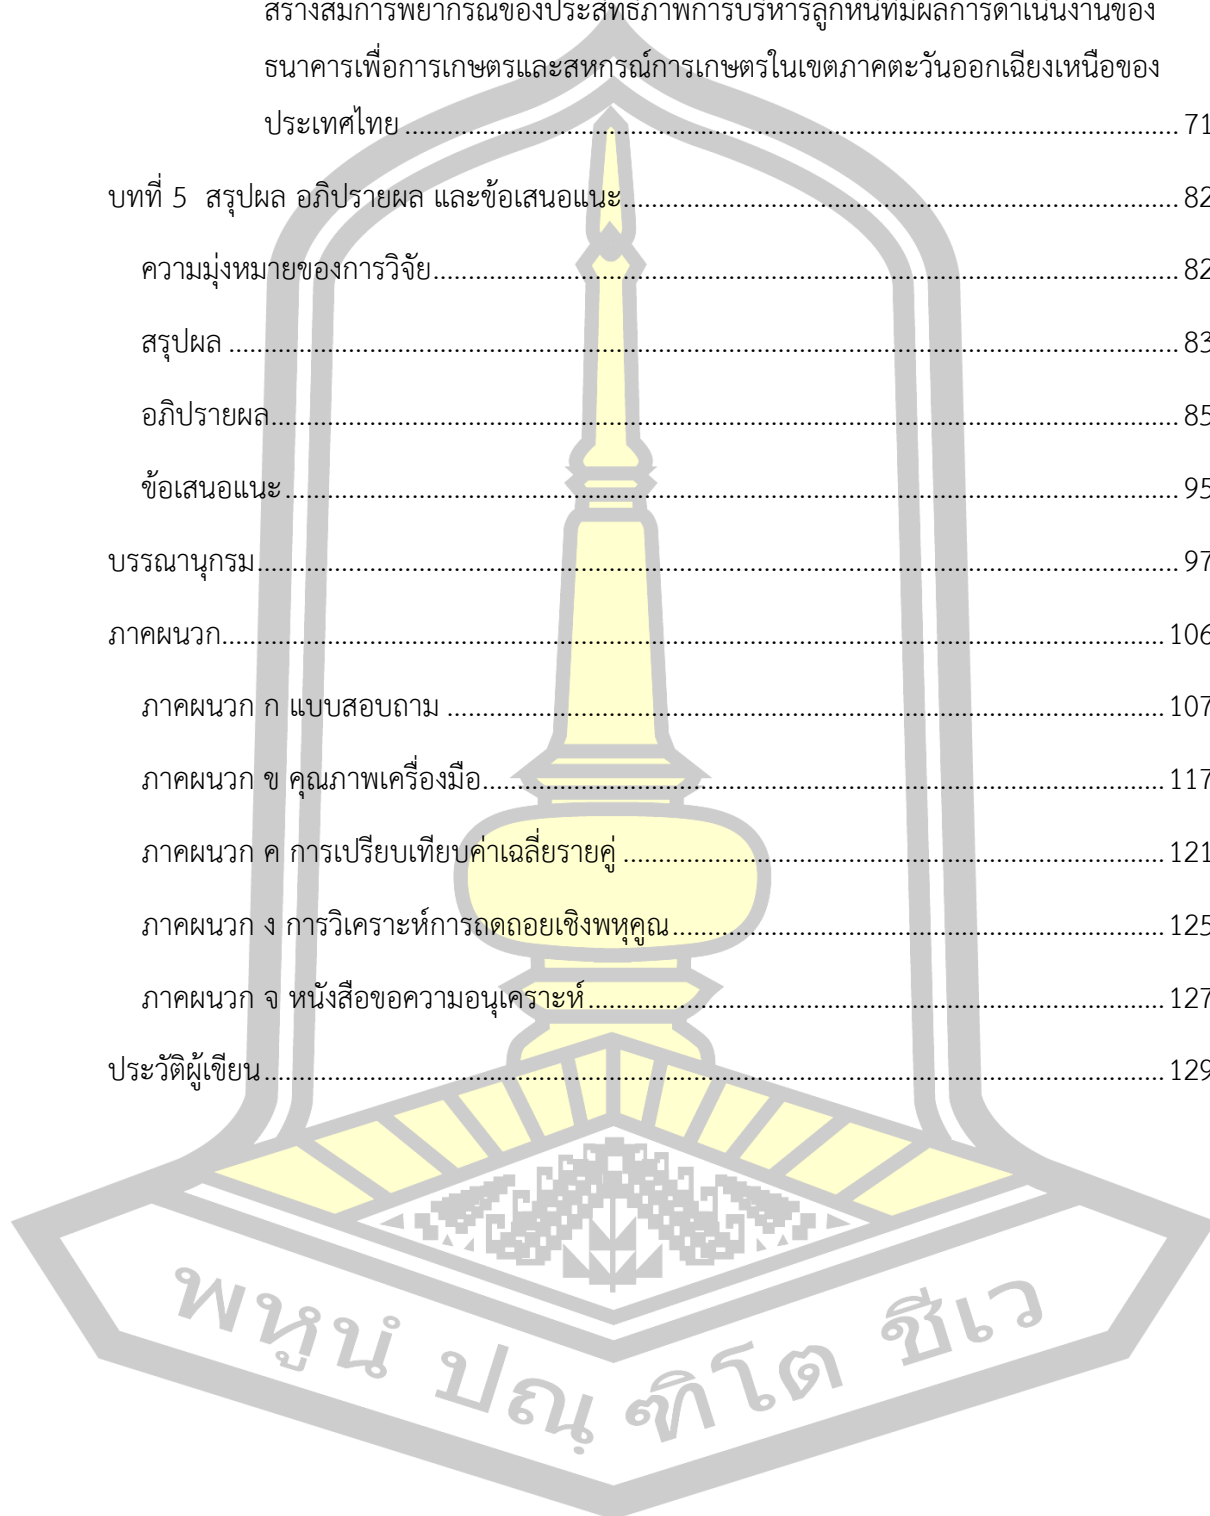 สร้างสมการพยากรณ์ของประสิทธิภาพการบริหารลูกหนี้ที่มีผลการดำเนินงานของ
ธนาคารเพื่อการเกษตรและสหกรณ์การเกษตรในเขตภาคตะวันออกเฉียงเหนือของ
ประเทศไทย ........ 71
บทที่ 5 สรุปผล อภิปรายผล และข้อเสนอแนะ ........ 82
ความมุ่งหมายของการวิจัย ........ 82
สรุปผล ........ 83
อภิปรายผล ........ 85
ข้อเสนอแนะ ........ 95
บรรณานุกรม ........ 97
ภาคผนวก ........ 106
ภาคผนวก ก แบบสอบถาม ........ 107
ภาคผนวก ข คุณภาพเครื่องมือ ........ 117
ภาคผนวก ค การเปรียบเทียบค่าเฉลี่ยรายคู่ ........ 121
ภาคผนวก ง การวิเคราะห์การถดถอยเชิงพหุคูณ ........ 125
ภาคผนวก จ หนังสือขอความอนุเคราะห์ ........ 127
ประวัติผู้เขียน ........ 129
พหูนํ ปณฺฑิโต ชีเว